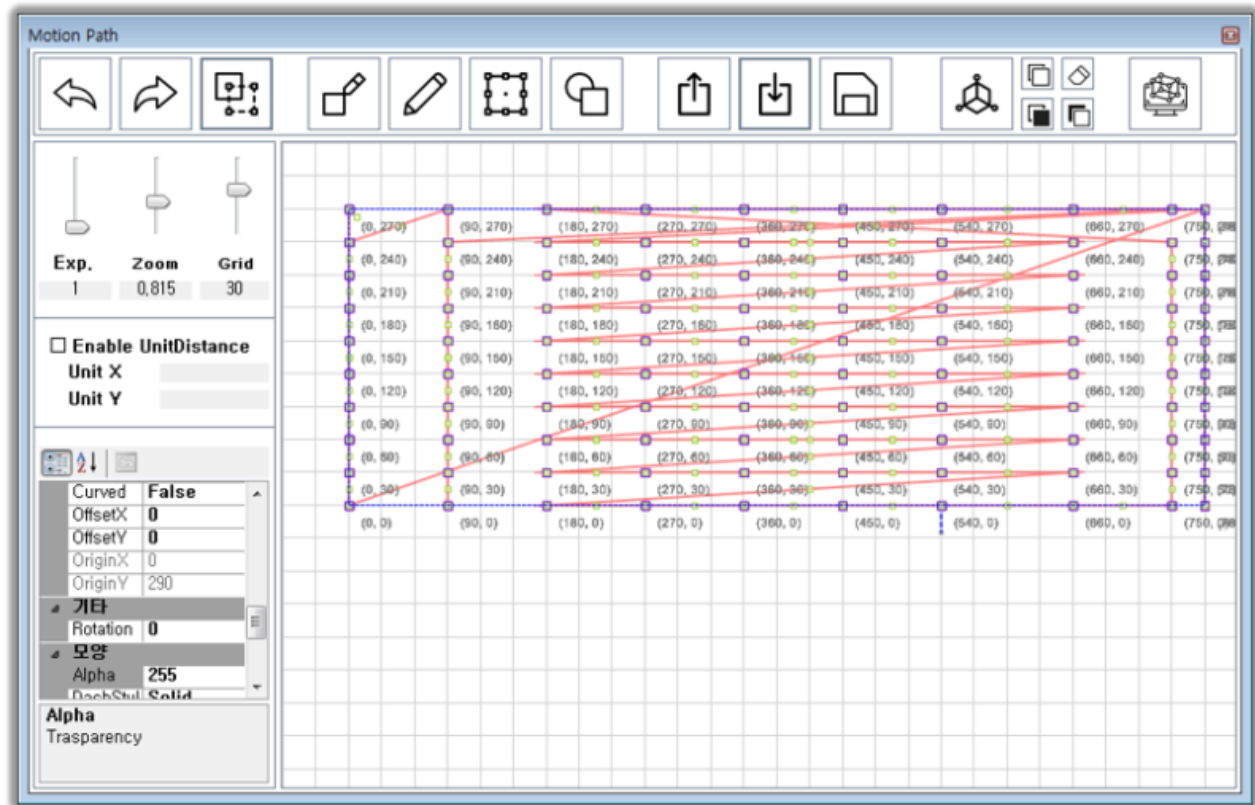 Motion Path
Exp. Zoom Grid
1 0,815 30
Enable UnitDistance
Unit X
Unit Y
Curved False
OffsetX 0
OffsetY 0
OriginX 0
OriginY 290
기타
Rotation 0
모양
Alpha 255
Solid
Alpha
Trasparency
(0, 270) (90, 270) (180, 270) (270, 270) (360, 270) (450, 270) (540, 270) (660, 270) (750,
(0, 240) (90, 240) (180, 240) (270, 240) (360, 240) (450, 240) (540, 240) (660, 240) (750,
(0, 210) (90, 210) (180, 210) (270, 210) (360, 210) (450, 210) (540, 210) (660, 210) (750,
(0, 180) (90, 180) (180, 180) (270, 180) (360, 180) (450, 180) (540, 180) (660, 180) (750,
(0, 150) (90, 150) (180, 150) (270, 150) (360, 150) (450, 150) (540, 150) (660, 150) (750,
(0, 120) (90, 120) (180, 120) (270, 120) (360, 120) (450, 120) (540, 120) (660, 120) (750,
(0, 90) (90, 90) (180, 90) (270, 90) (360, 90) (450, 90) (540, 90) (660, 90) (750,
(0, 60) (90, 60) (180, 60) (270, 60) (360, 60) (450, 60) (540, 60) (660, 60) (750,
(0, 30) (90, 30) (180, 30) (270, 30) (360, 30) (450, 30) (540, 30) (660, 30) (750,
(0, 0) (90, 0) (180, 0) (270, 0) (360, 0) (450, 0) (540, 0) (660, 0) (750,